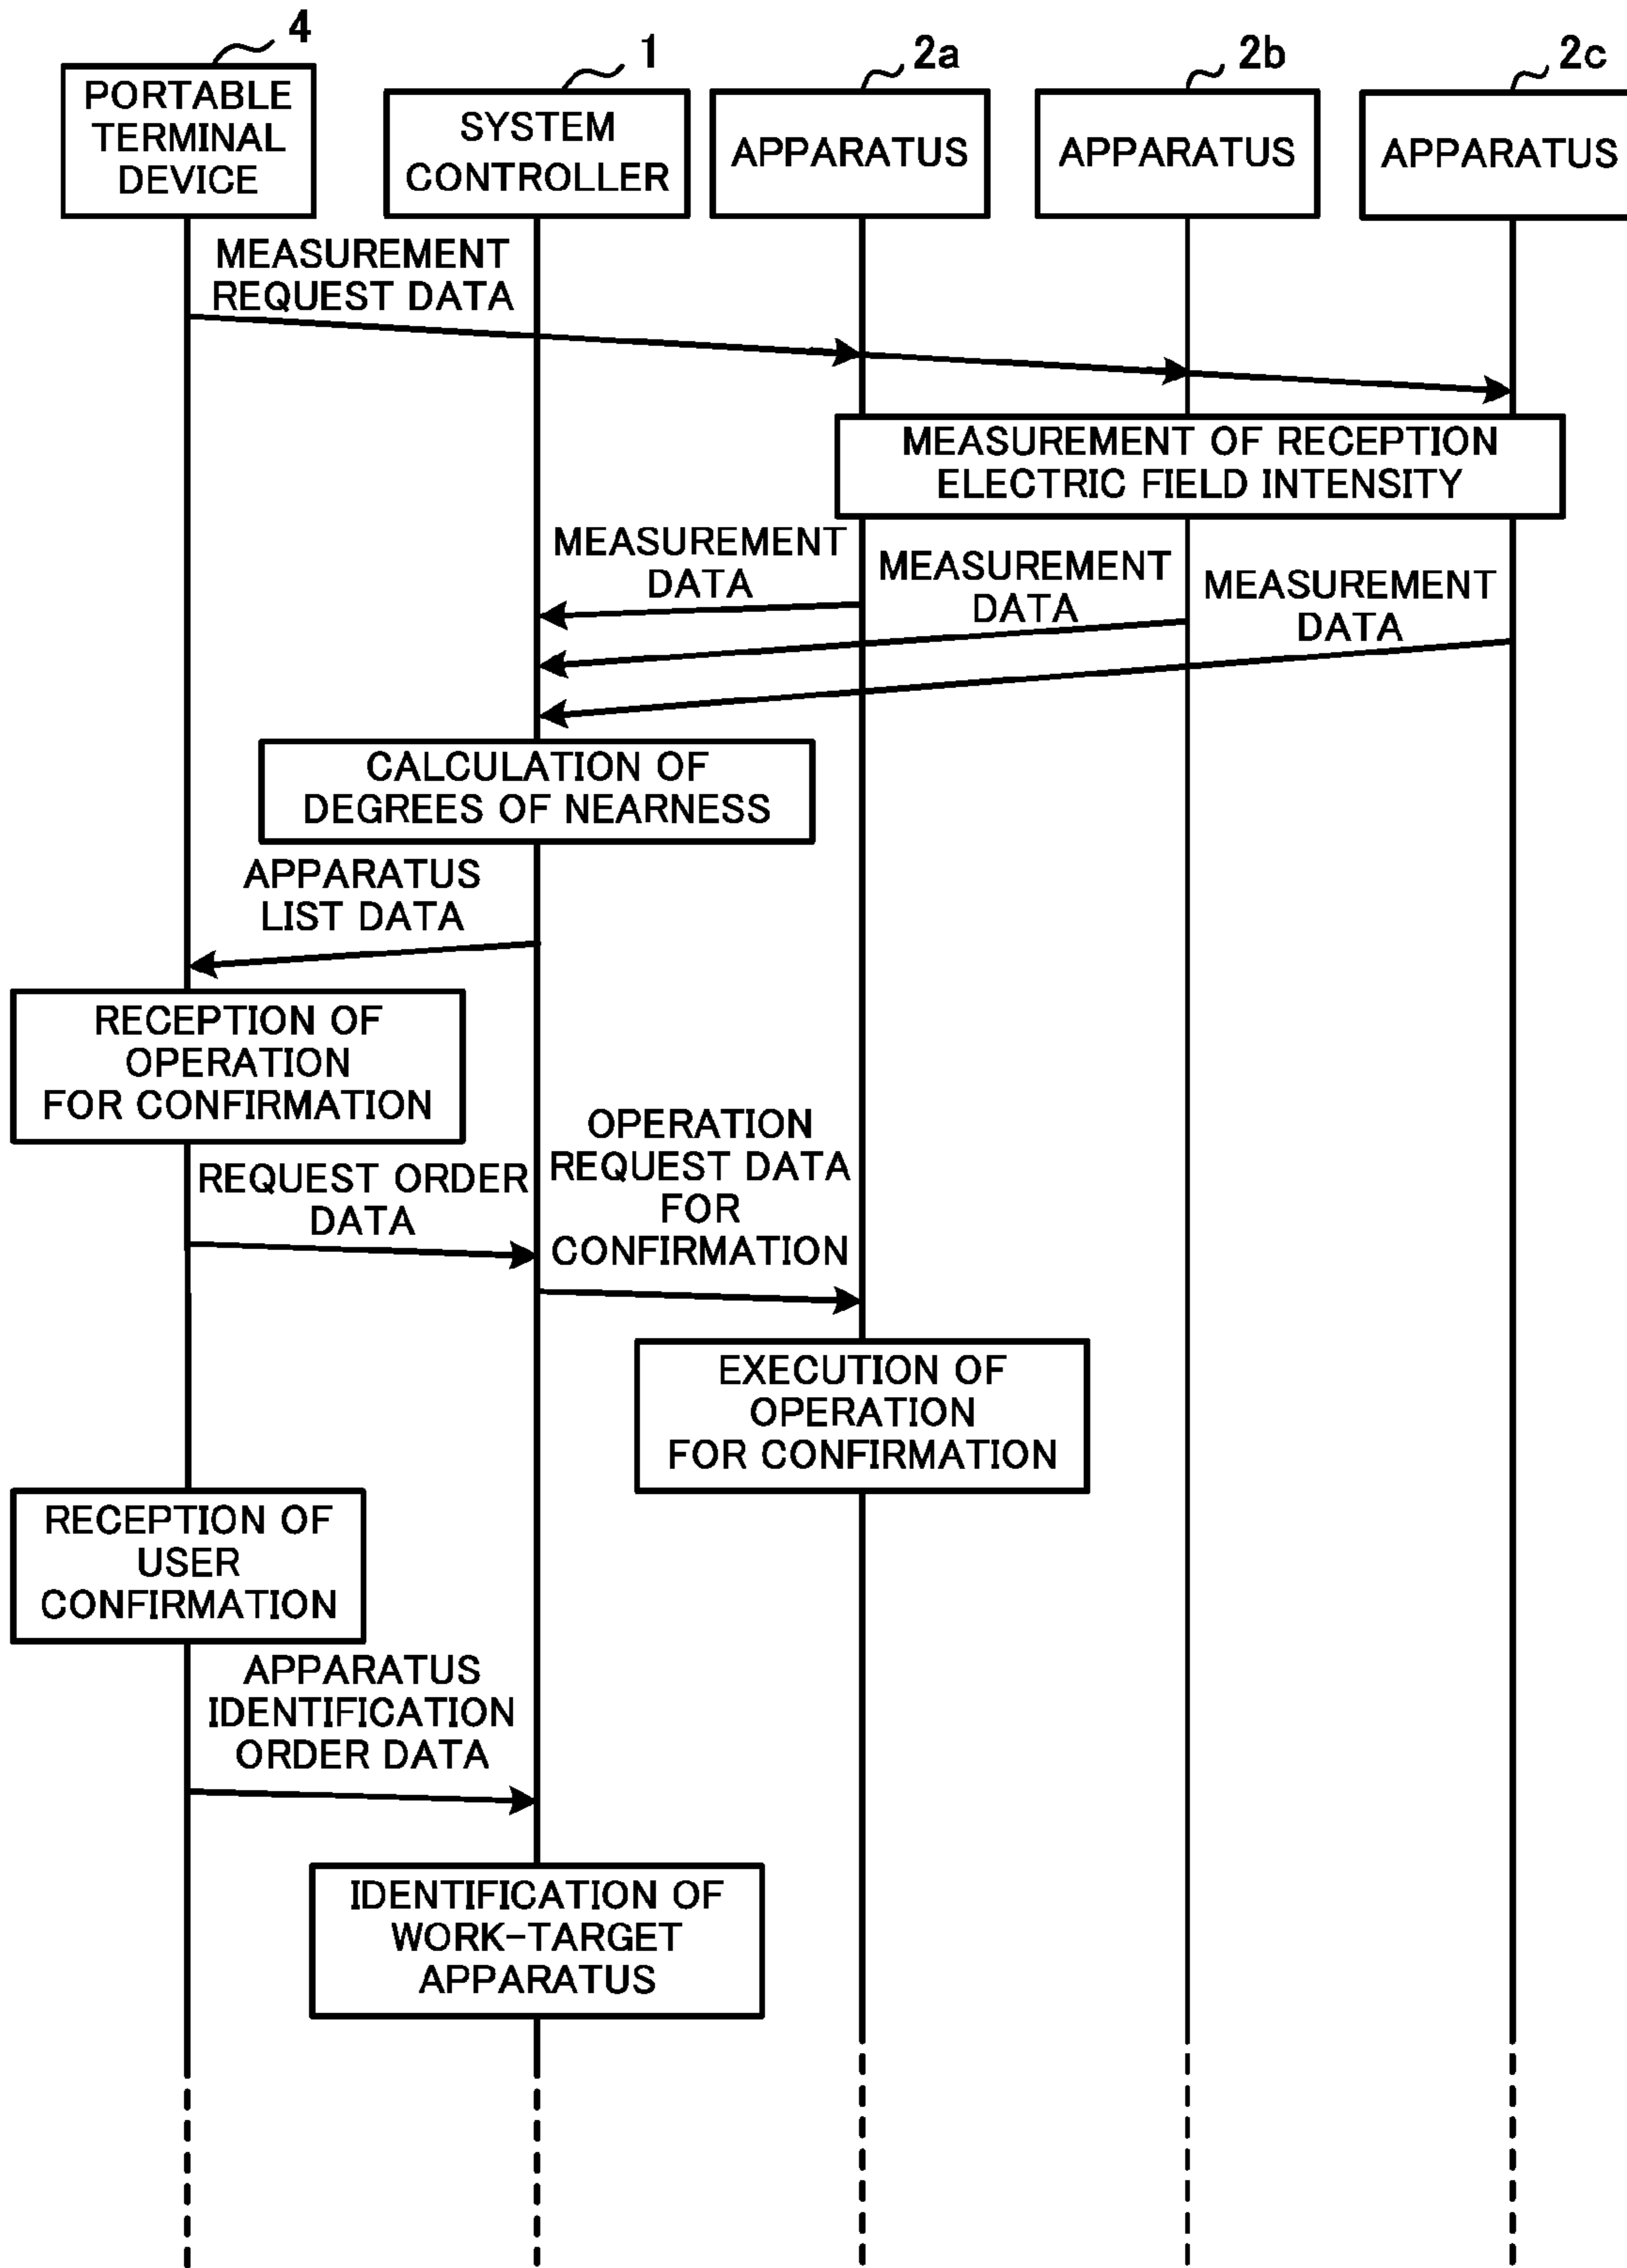 4
PORTABLE
TERMINAL
DEVICE
1
SYSTEM
CONTROLLER
2a
APPARATUS
2b
APPARATUS
2c
APPARATUS
MEASUREMENT
REQUEST DATA
MEASUREMENT OF RECEPTION
ELECTRIC FIELD INTENSITY
MEASUREMENT
DATA
MEASUREMENT
DATA
MEASUREMENT
DATA
CALCULATION OF
DEGREES OF NEARNESS
APPARATUS
LIST DATA
RECEPTION OF
OPERATION
FOR CONFIRMATION
REQUEST ORDER
DATA
OPERATION
REQUEST DATA
FOR
CONFIRMATION
EXECUTION OF
OPERATION
FOR CONFIRMATION
RECEPTION OF
USER
CONFIRMATION
APPARATUS
IDENTIFICATION
ORDER DATA
IDENTIFICATION OF
WORK-TARGET
APPARATUS